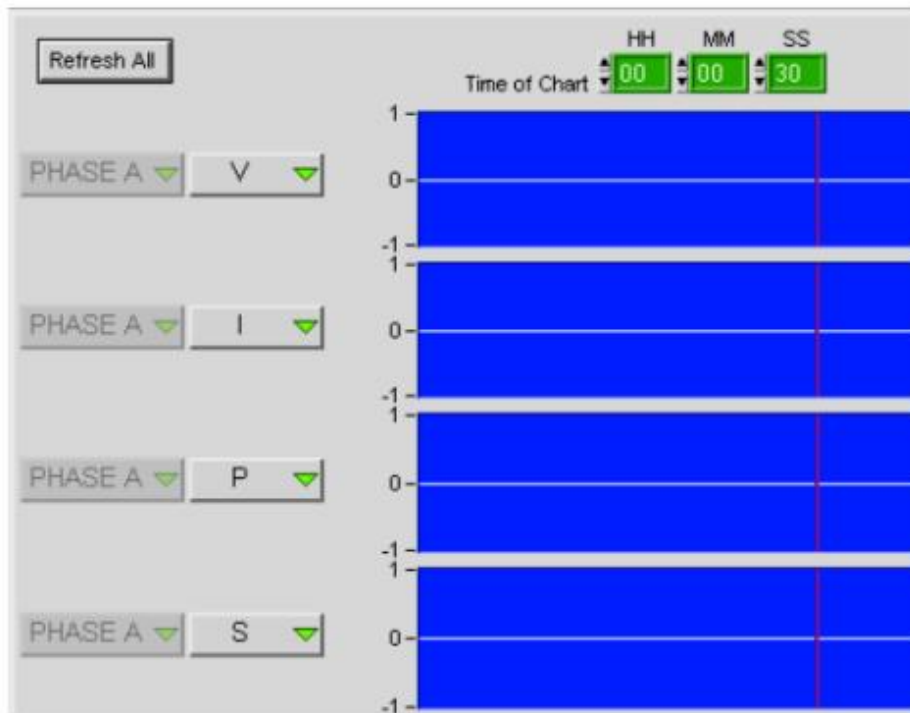 HH MM SS
Refresh All
Time of Chart 00 00 30
1
PHASE A V 0
-1
1
PHASE A I 0
-1
1
PHASE A P 0
-1
1
PHASE A S 0
-1